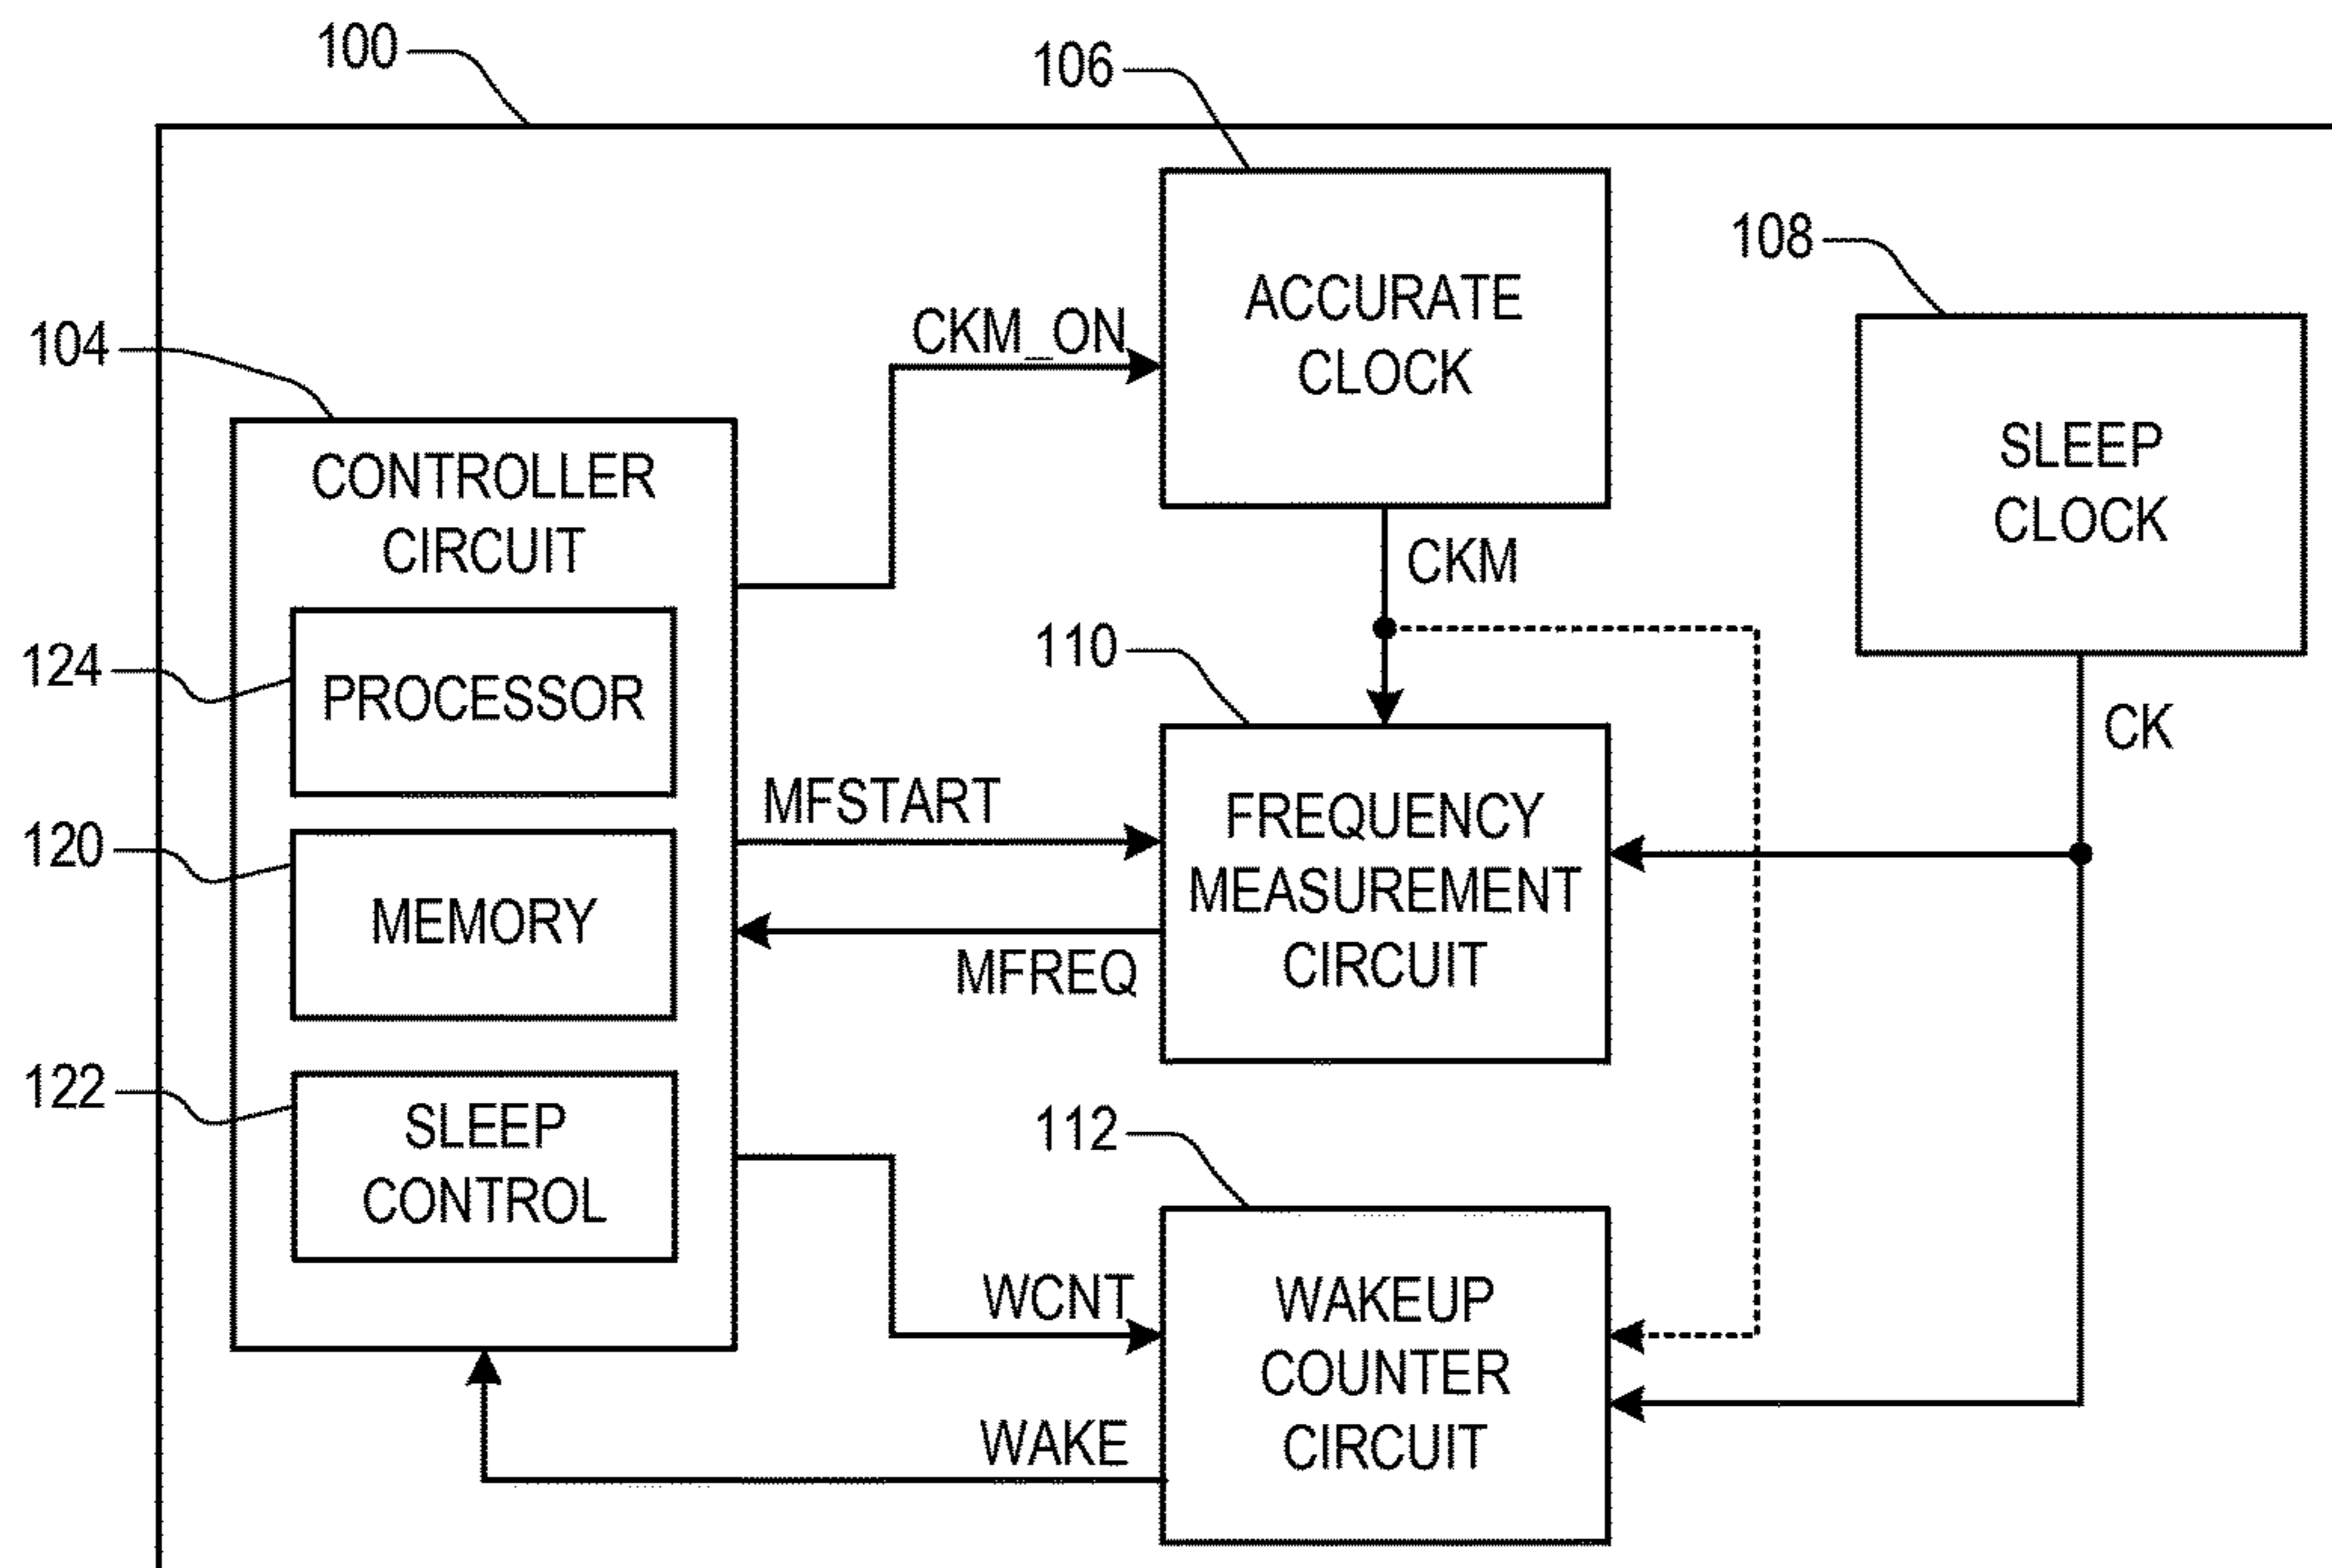 100
106
108
ACCURATE
CLOCK
CKM_ON
104
SLEEP
CLOCK
CONTROLLER
CIRCUIT
CKM
124
PROCESSOR
110
CK
MFSTART
FREQUENCY
MEASUREMENT
CIRCUIT
120
MEMORY
MFREQ
122
SLEEP
CONTROL
112
WCNT
WAKEUP
COUNTER
CIRCUIT
WAKE